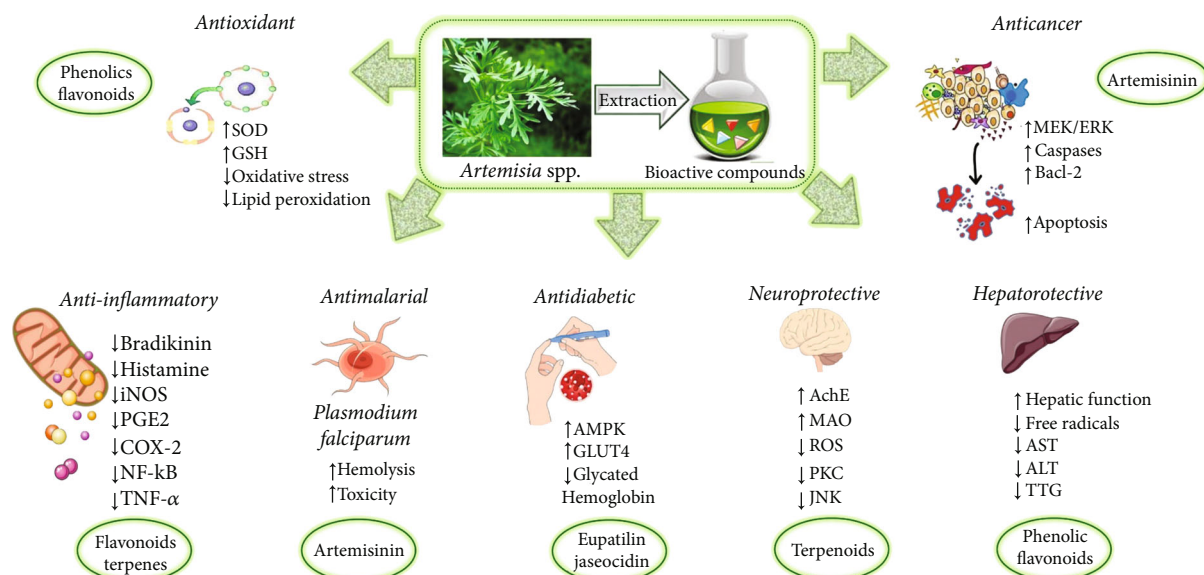 Antioxidant
Phenolics
flavonoids
↑SOD
↑GSH
↓Oxidative stress
↓Lipid peroxidation
Extraction
Artemisia spp.
Bioactive compounds
Anticancer
Artemisinin
↑MEK/ERK
↑Caspases
↑Bacl-2
↑Apoptosis
Anti-inflammatory
↓Bradikinin
↓Histamine
↓iNOS
↓PGE2
↓COX-2
↓NF-kB
↓TNF-α
Flavonoids
terpenes
Antimalarial
Plasmodium
falciparum
↑Hemolysis
↑Toxicity
Artemisinin
Antidiabetic
↑AMPK
↑GLUT4
↓Glycated
Hemoglobin
Eupatilin
jaseocidin
Neuroprotective
↑ AchE
↑ MAO
↓ ROS
↓ PKC
↓ JNK
Terpenoids
Hepatorotective
↑ Hepatic function
↓ Free radicals
↓ AST
↓ ALT
↓ TTG
Phenolic
flavonoids